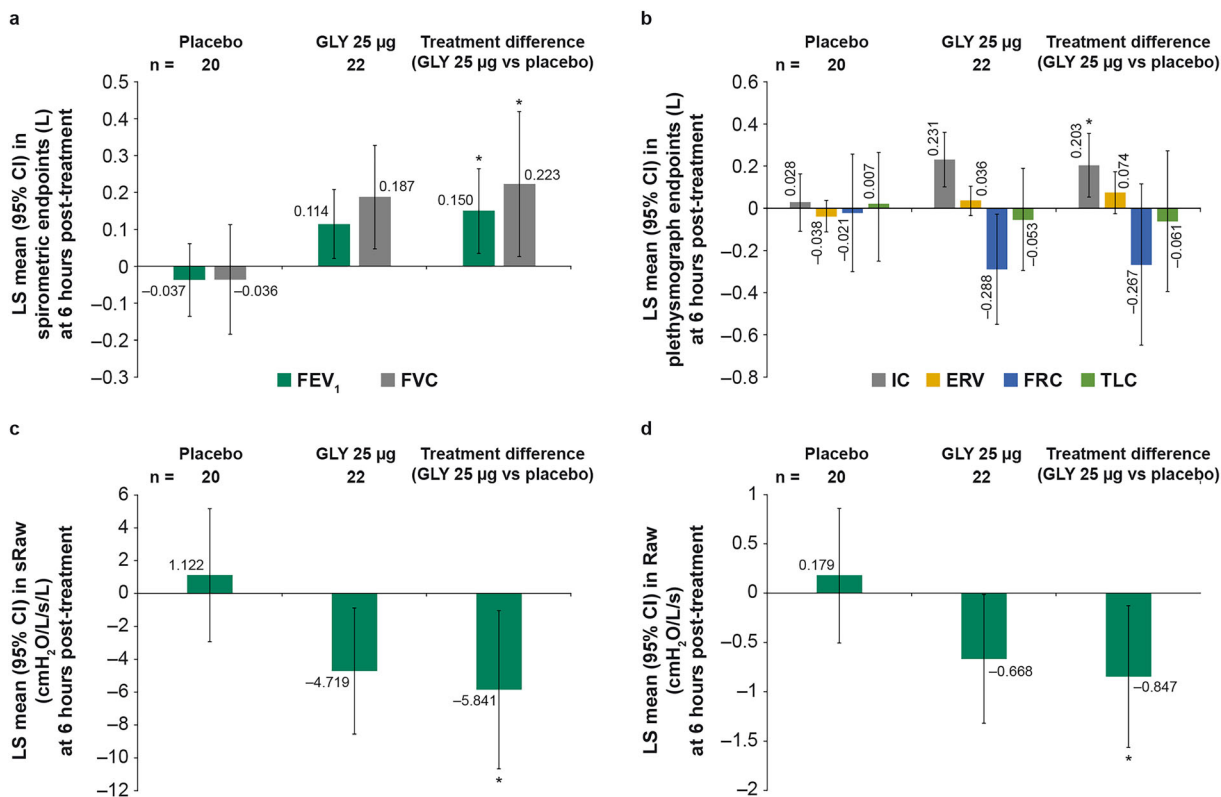 a
Placebo GLY 25 µg Treatment difference
n = 20 22 (GLY 25 µg vs placebo)
LS mean (95% CI) in
spirometric endpoints (L)
at 6 hours post-treatment
0.5
0.4
0.3
0.2
0.1
0
–0.1
–0.2
–0.3
–0.037
–0.036
0.114
0.187
*
0.150
*
0.223
FEV1 FVC
b
Placebo GLY 25 µg Treatment difference
n = 20 22 (GLY 25 µg vs placebo)
LS mean (95% CI) in
plethysmograph endpoints (L)
at 6 hours post-treatment
0.6
0.4
0.2
0
–0.2
–0.4
–0.6
–0.8
0.028
–0.038
–0.021
0.007
0.231
0.036
–0.288
–0.053
*
0.203
0.074
–0.267
–0.061
IC ERV FRC TLC
c
Placebo GLY 25 µg Treatment difference
n = 20 22 (GLY 25 µg vs placebo)
LS mean (95% CI) in sRaw
(cmH2O/L/s/L)
at 6 hours post-treatment
6
4
2
0
–2
–4
–6
–8
–10
–12
1.122
–4.719
–5.841
*
d
Placebo GLY 25 µg Treatment difference
n = 20 22 (GLY 25 µg vs placebo)
LS mean (95% CI) in Raw
(cmH2O/L/s)
at 6 hours post-treatment
1
0.5
0
–0.5
–1
–1.5
–2
0.179
–0.668
–0.847
*